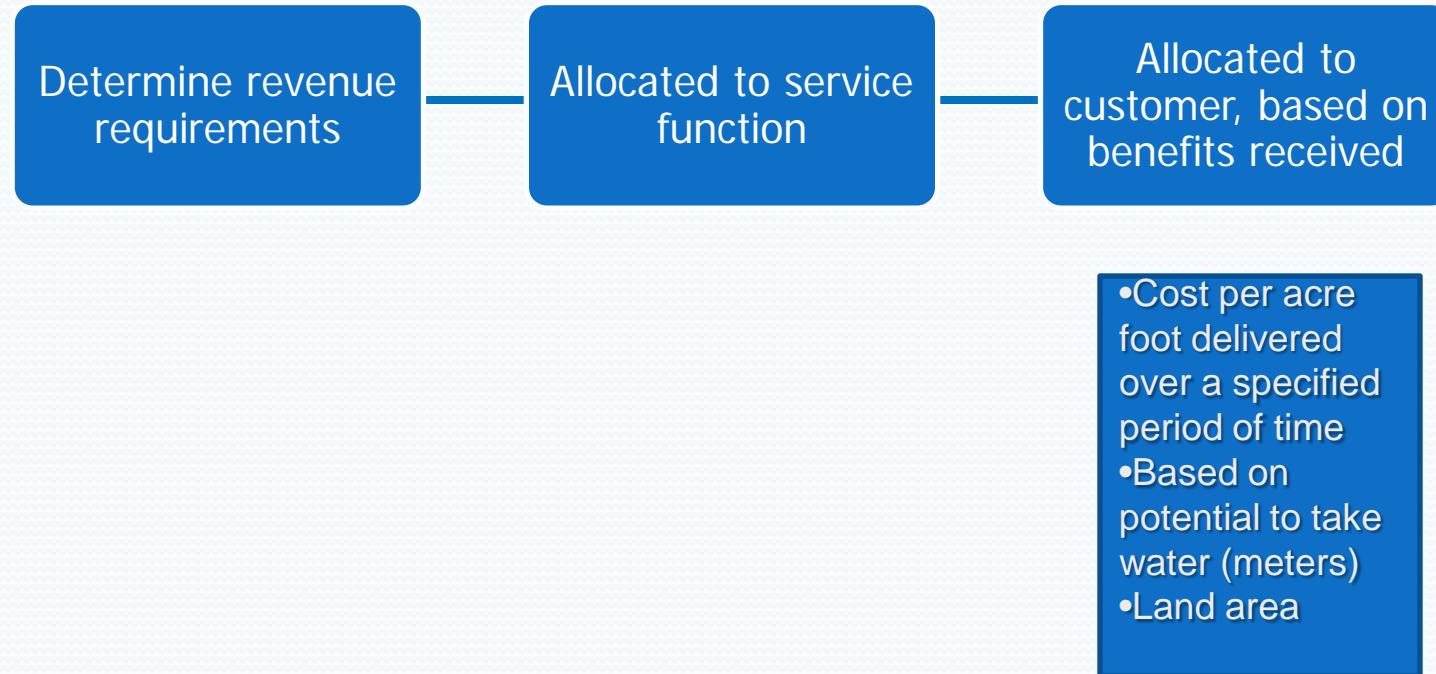 Determine revenue
requirements
Allocated to service
function
Allocated to
customer, based on
benefits received
•Cost per acre
foot delivered
over a specified
period of time
•Based on
potential to take
water (meters)
•Land area